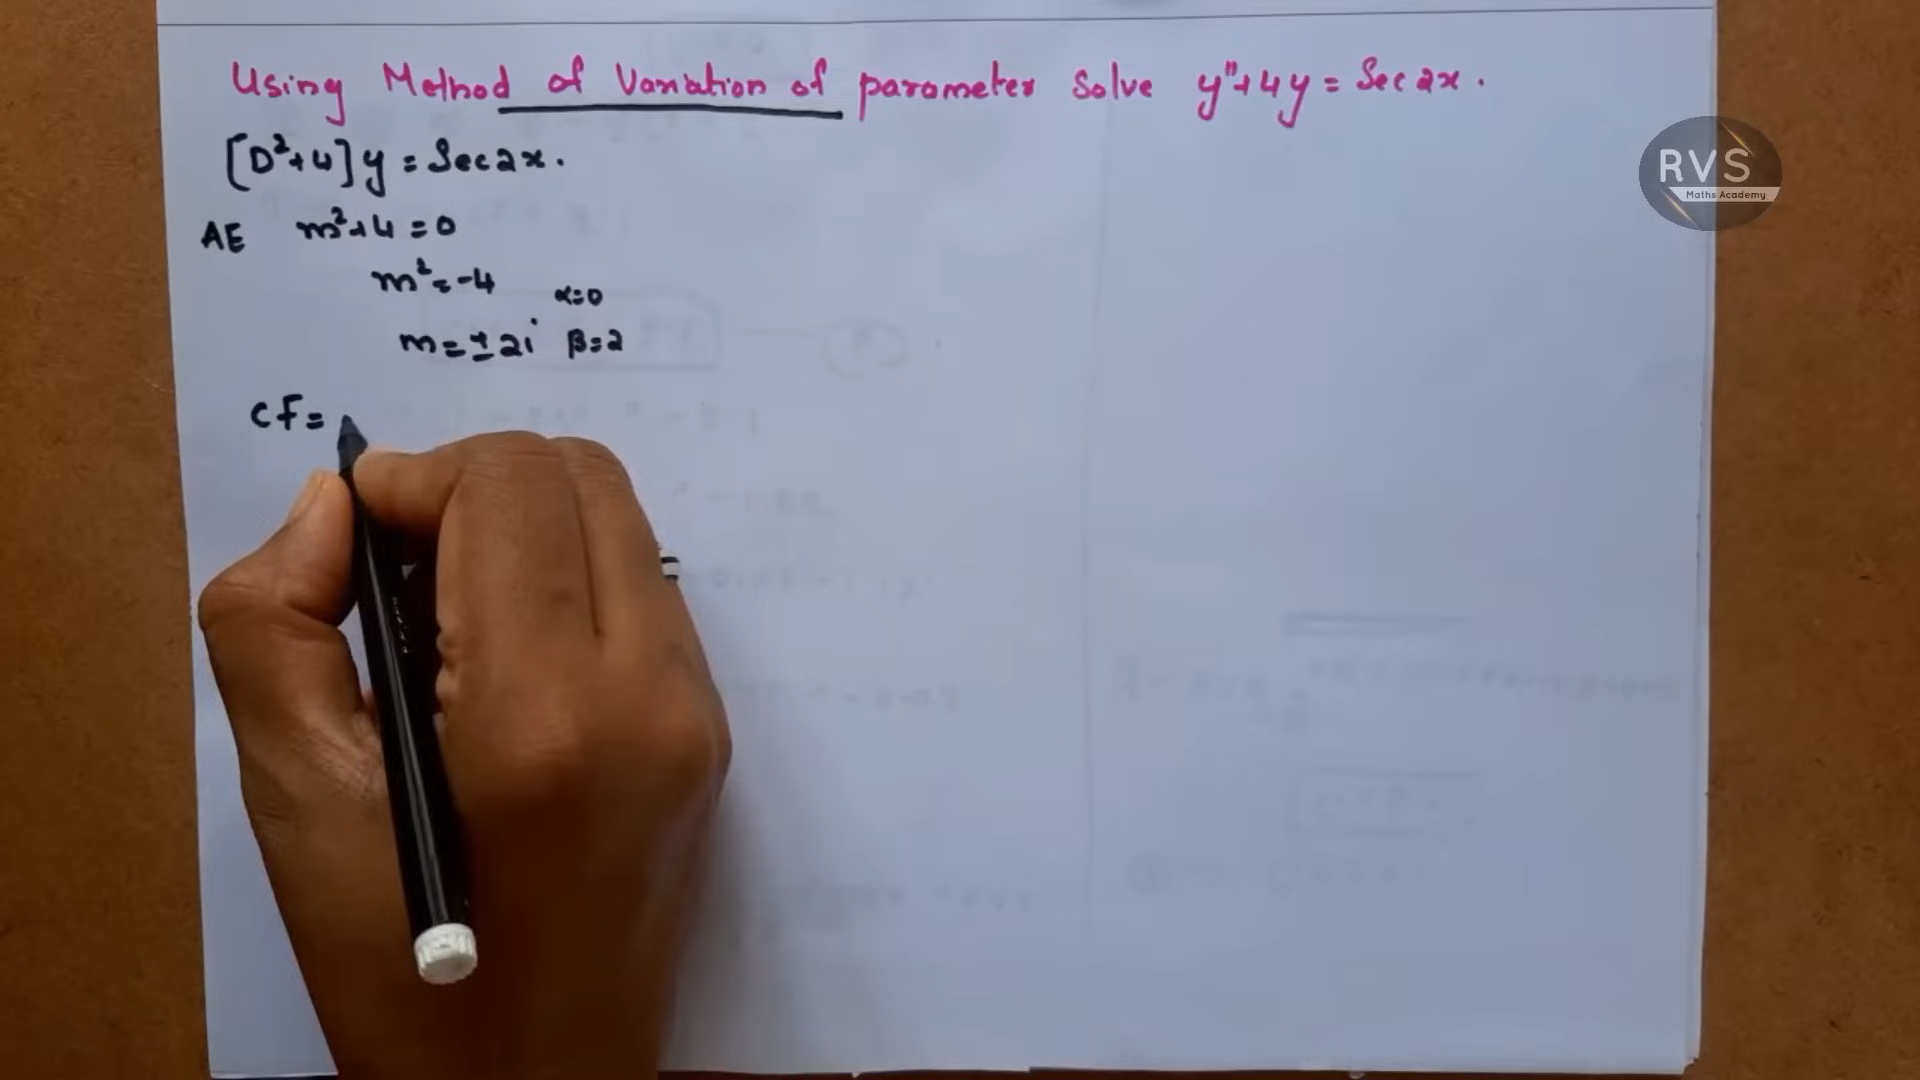 Using Method of Variation of parameter Solve y"+4y = Sec2x.
[D²+4]y = Sec2x.
AE m²+4=0
m²=-4
α=0
m=±2i β=2
CF=
RVS
Maths Academy